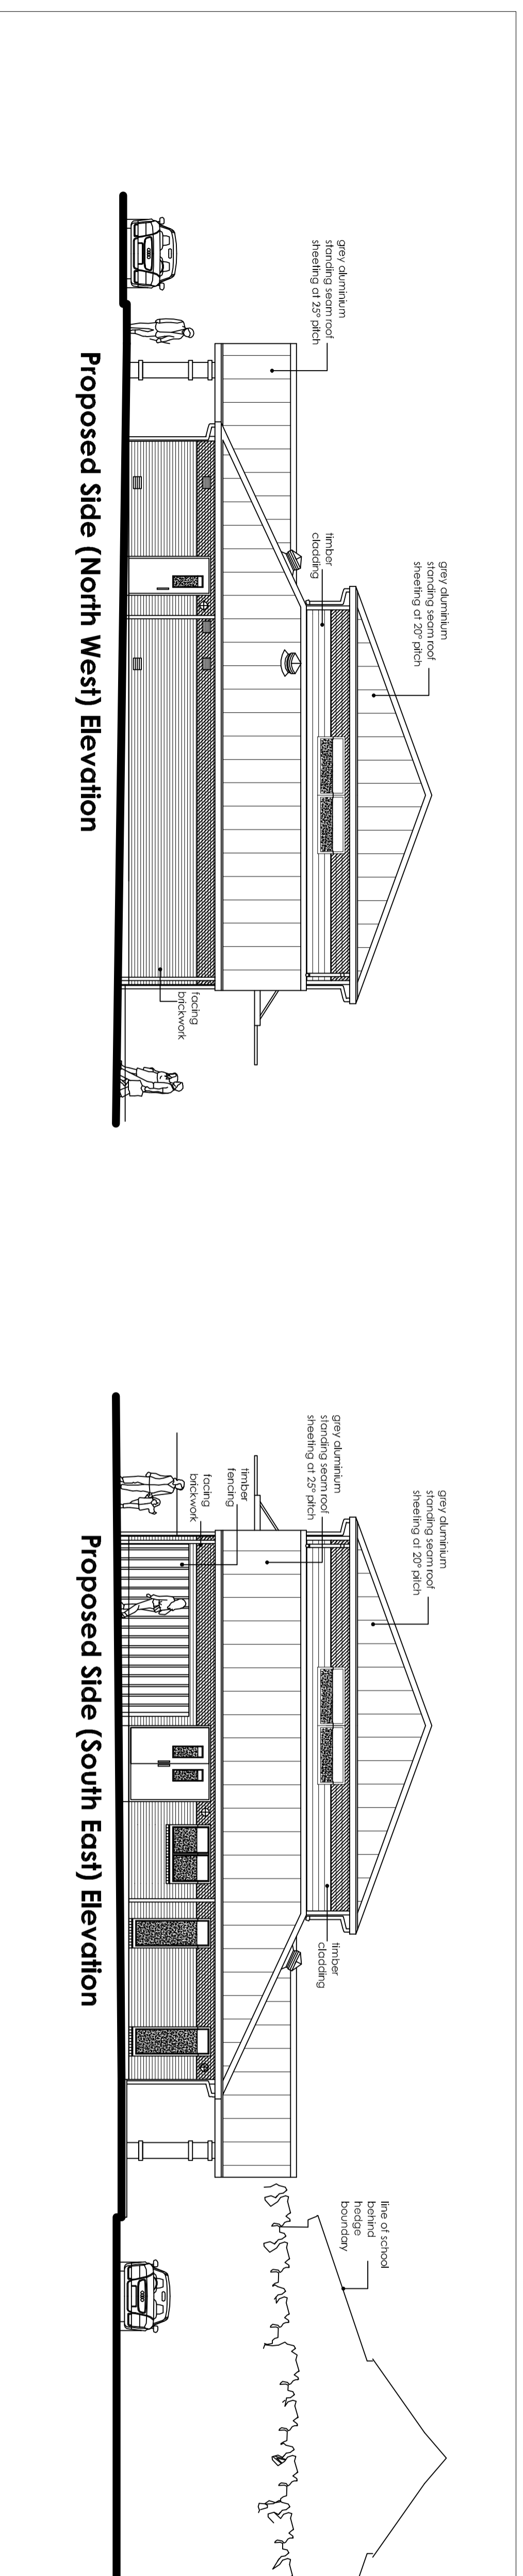 grey aluminium
standing seam roof
sheeting at 25° pitch
timber
cladding
grey aluminium
standing seam roof
sheeting at 20° pitch
facing
brickwork
Proposed Side (North West) Elevation
grey aluminium
standing seam roof
sheeting at 20° pitch
grey aluminium
standing seam roof
sheeting at 25° pitch
timber
fencing
facing
brickwork
timber
cladding
line of school
behind
hedge
boundary
Proposed Side (South East) Elevation